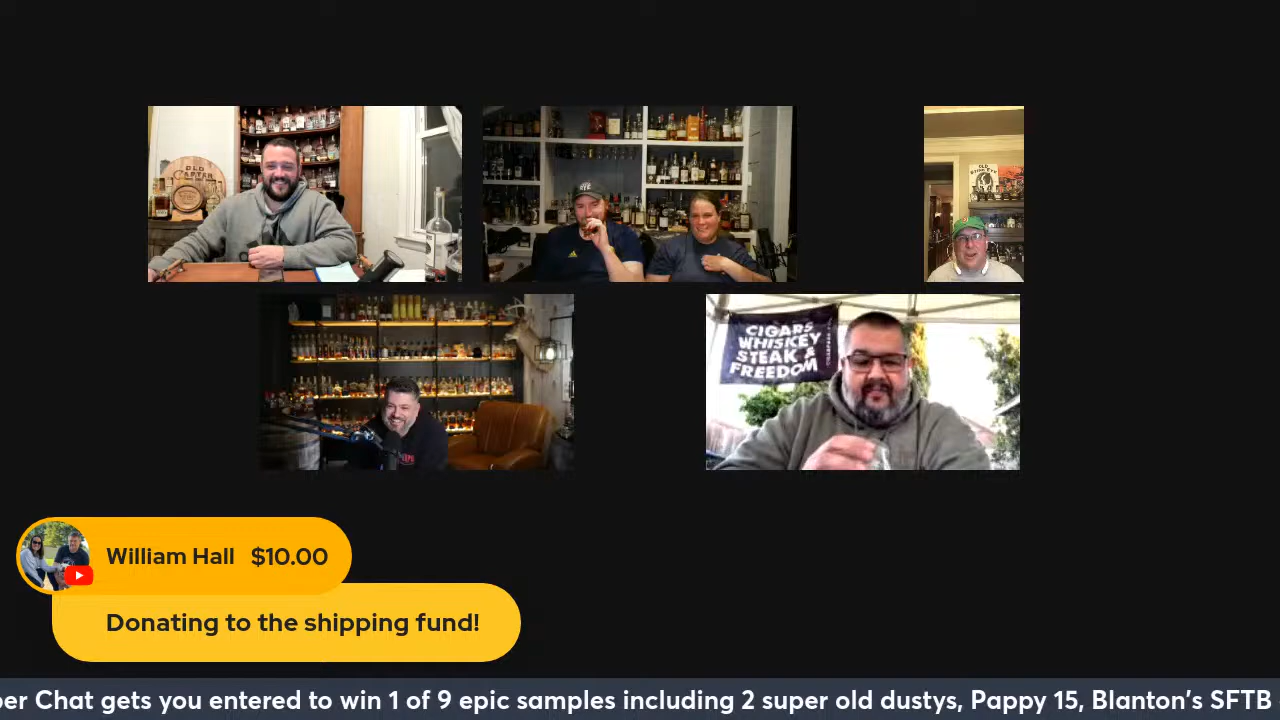 OLD
CARTER
CIGARS
WHISKEY
STEAK &
FREEDOM
William Hall $10.00
Donating to the shipping fund!
per Chat gets you entered to win 1 of 9 epic samples including 2 super old dustys, Pappy 15, Blanton's SFTB